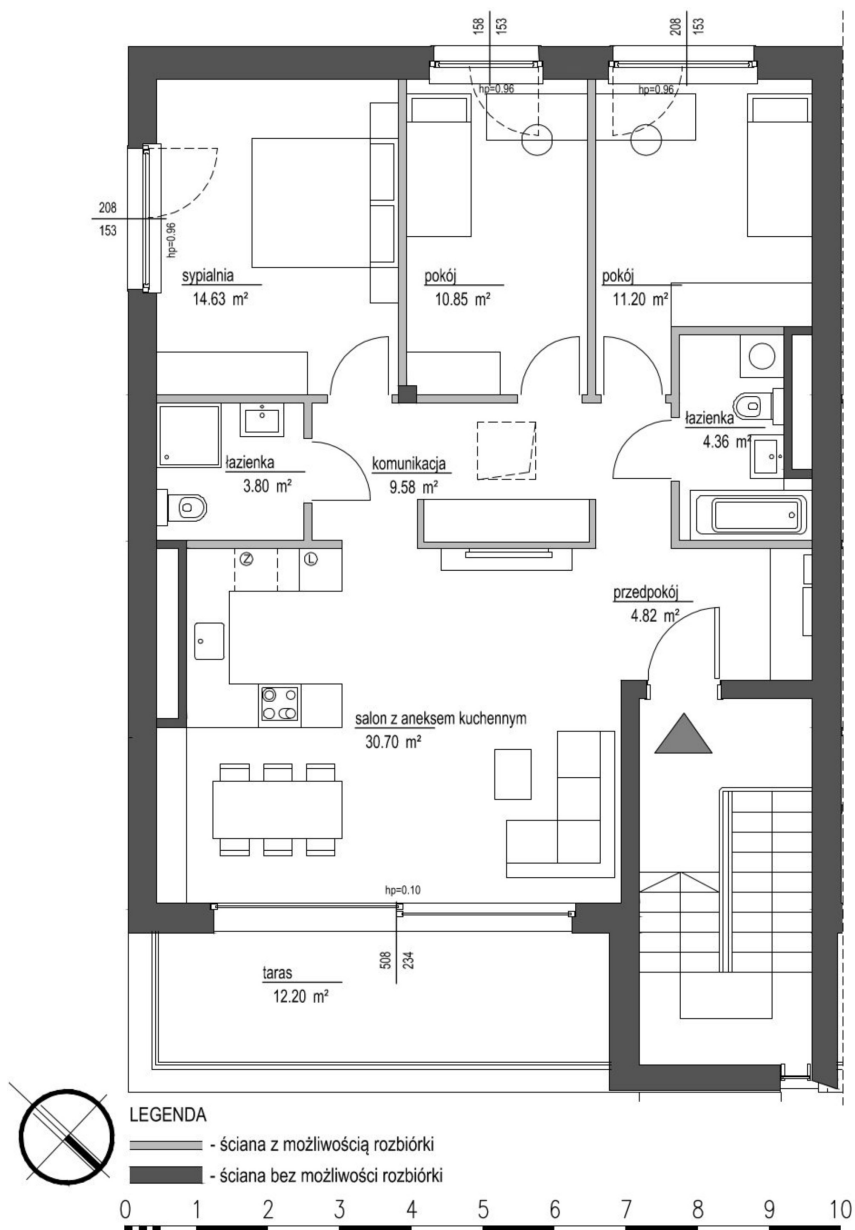 158
153
208
153
hp=0.96
hp=0.96
208
153
hp=0.96
sypialnia
14.63 m²
pokój
10.85 m²
pokój
11.20 m²
łazienka
4.36 m²
łazienka
3.80 m²
komunikacja
9.58 m²
Z
L
przedpokój
4.82 m²
salon z aneksem kuchennym
30.70 m²
hp=0.10
508
234
taras
12.20 m²
LEGENDA
- ściana z możliwością rozbiórki
- ściana bez możliwości rozbiórki
0 1 2 3 4 5 6 7 8 9 10